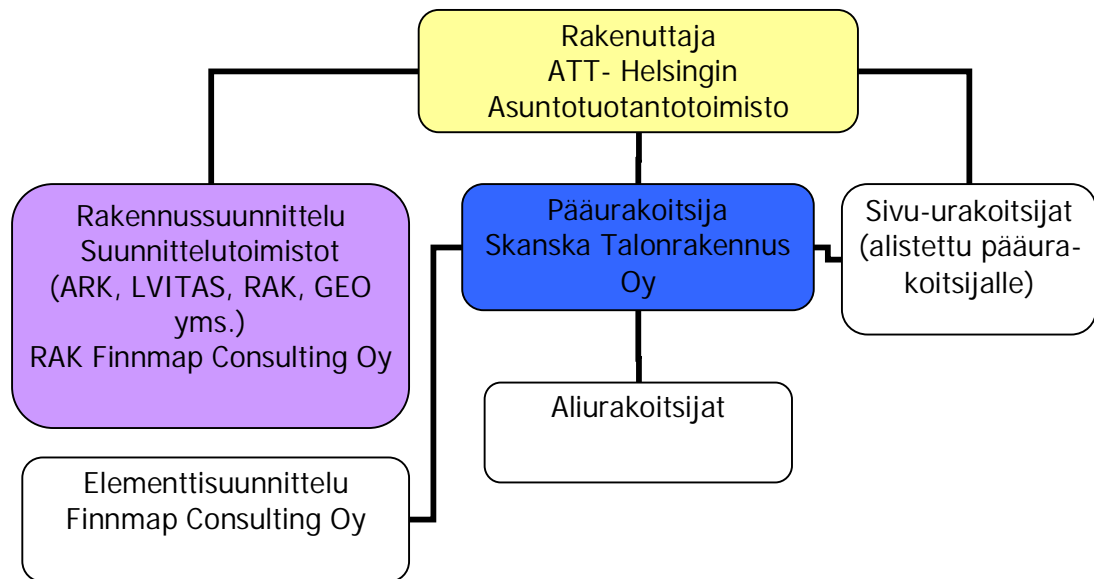 Rakenuttaja
ATT- Helsingin
Asuntotuotantotoimisto
Rakennussuunnittelu
Suunnittelutoimistot
(ARK, LVITAS, RAK, GEO
yms.)
RAK Finnmap Consulting Oy
Pääurakoitsija
Skanska Talonrakennus
Oy
Sivu-urakoitsijat
(alistettu pääura-
koitsijalle)
Aliurakoitsijat
Elementtisuunnittelu
Finnmap Consulting Oy